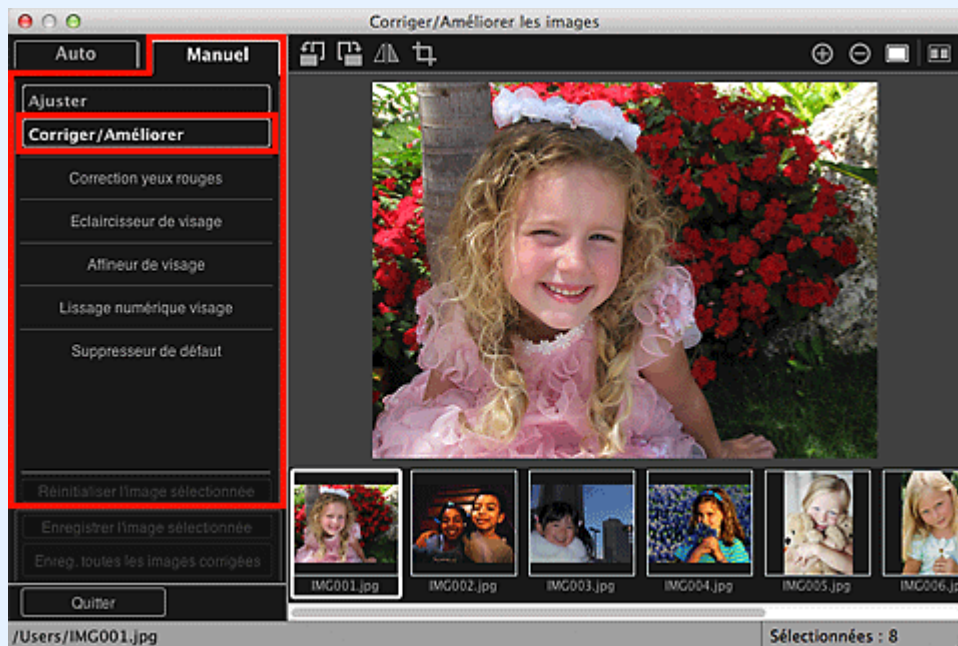 Corriger/Améliorer les images
Auto
Manuel
Ajuster
Corriger/Améliorer
Correction yeux rouges
Eclaircisseur de visage
Affineur de visage
Lissage numérique visage
Suppresseur de défaut
Réinitialiser l'image sélectionnée
Enregistrer l'image sélectionnée
Enreg. toutes les images corrigées
Quitter
IMG001.jpg
IMG002.jpg
IMG003.jpg
IMG004.jpg
IMG005.jpg
IMG006.jp
/Users/IMG001.jpg
Sélectionnées : 8